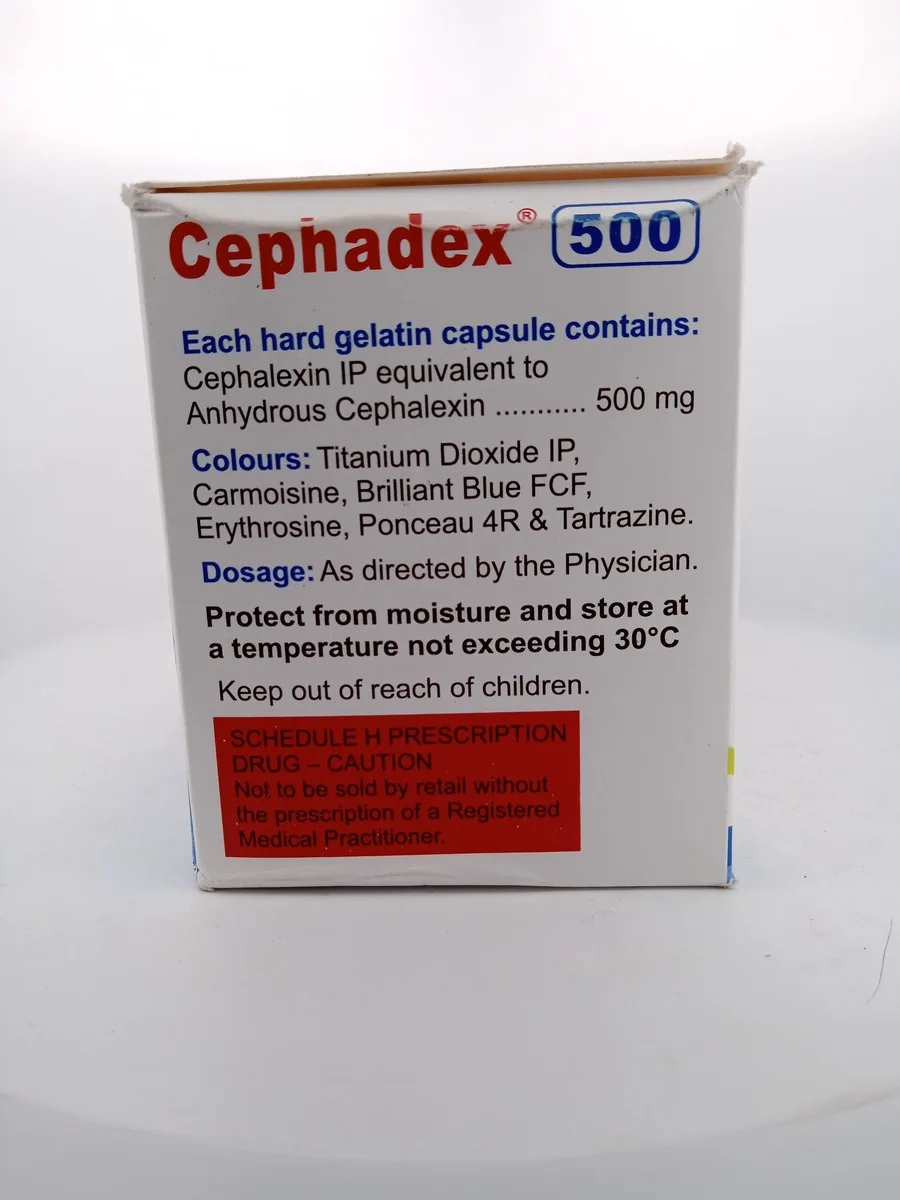 Cephadex® 500
Each hard gelatin capsule contains:
Cephalexin IP equivalent to
Anhydrous Cephalexin ........... 500 mg
Colours: Titanium Dioxide IP,
Carmoisine, Brilliant Blue FCF,
Erythrosine, Ponceau 4R & Tartrazine.
Dosage: As directed by the Physician.
Protect from moisture and store at
a temperature not exceeding 30°C
Keep out of reach of children.
SCHEDULE H PRESCRIPTION
DRUG – CAUTION
Not to be sold by retail without
the prescription of a Registered
Medical Practitioner.